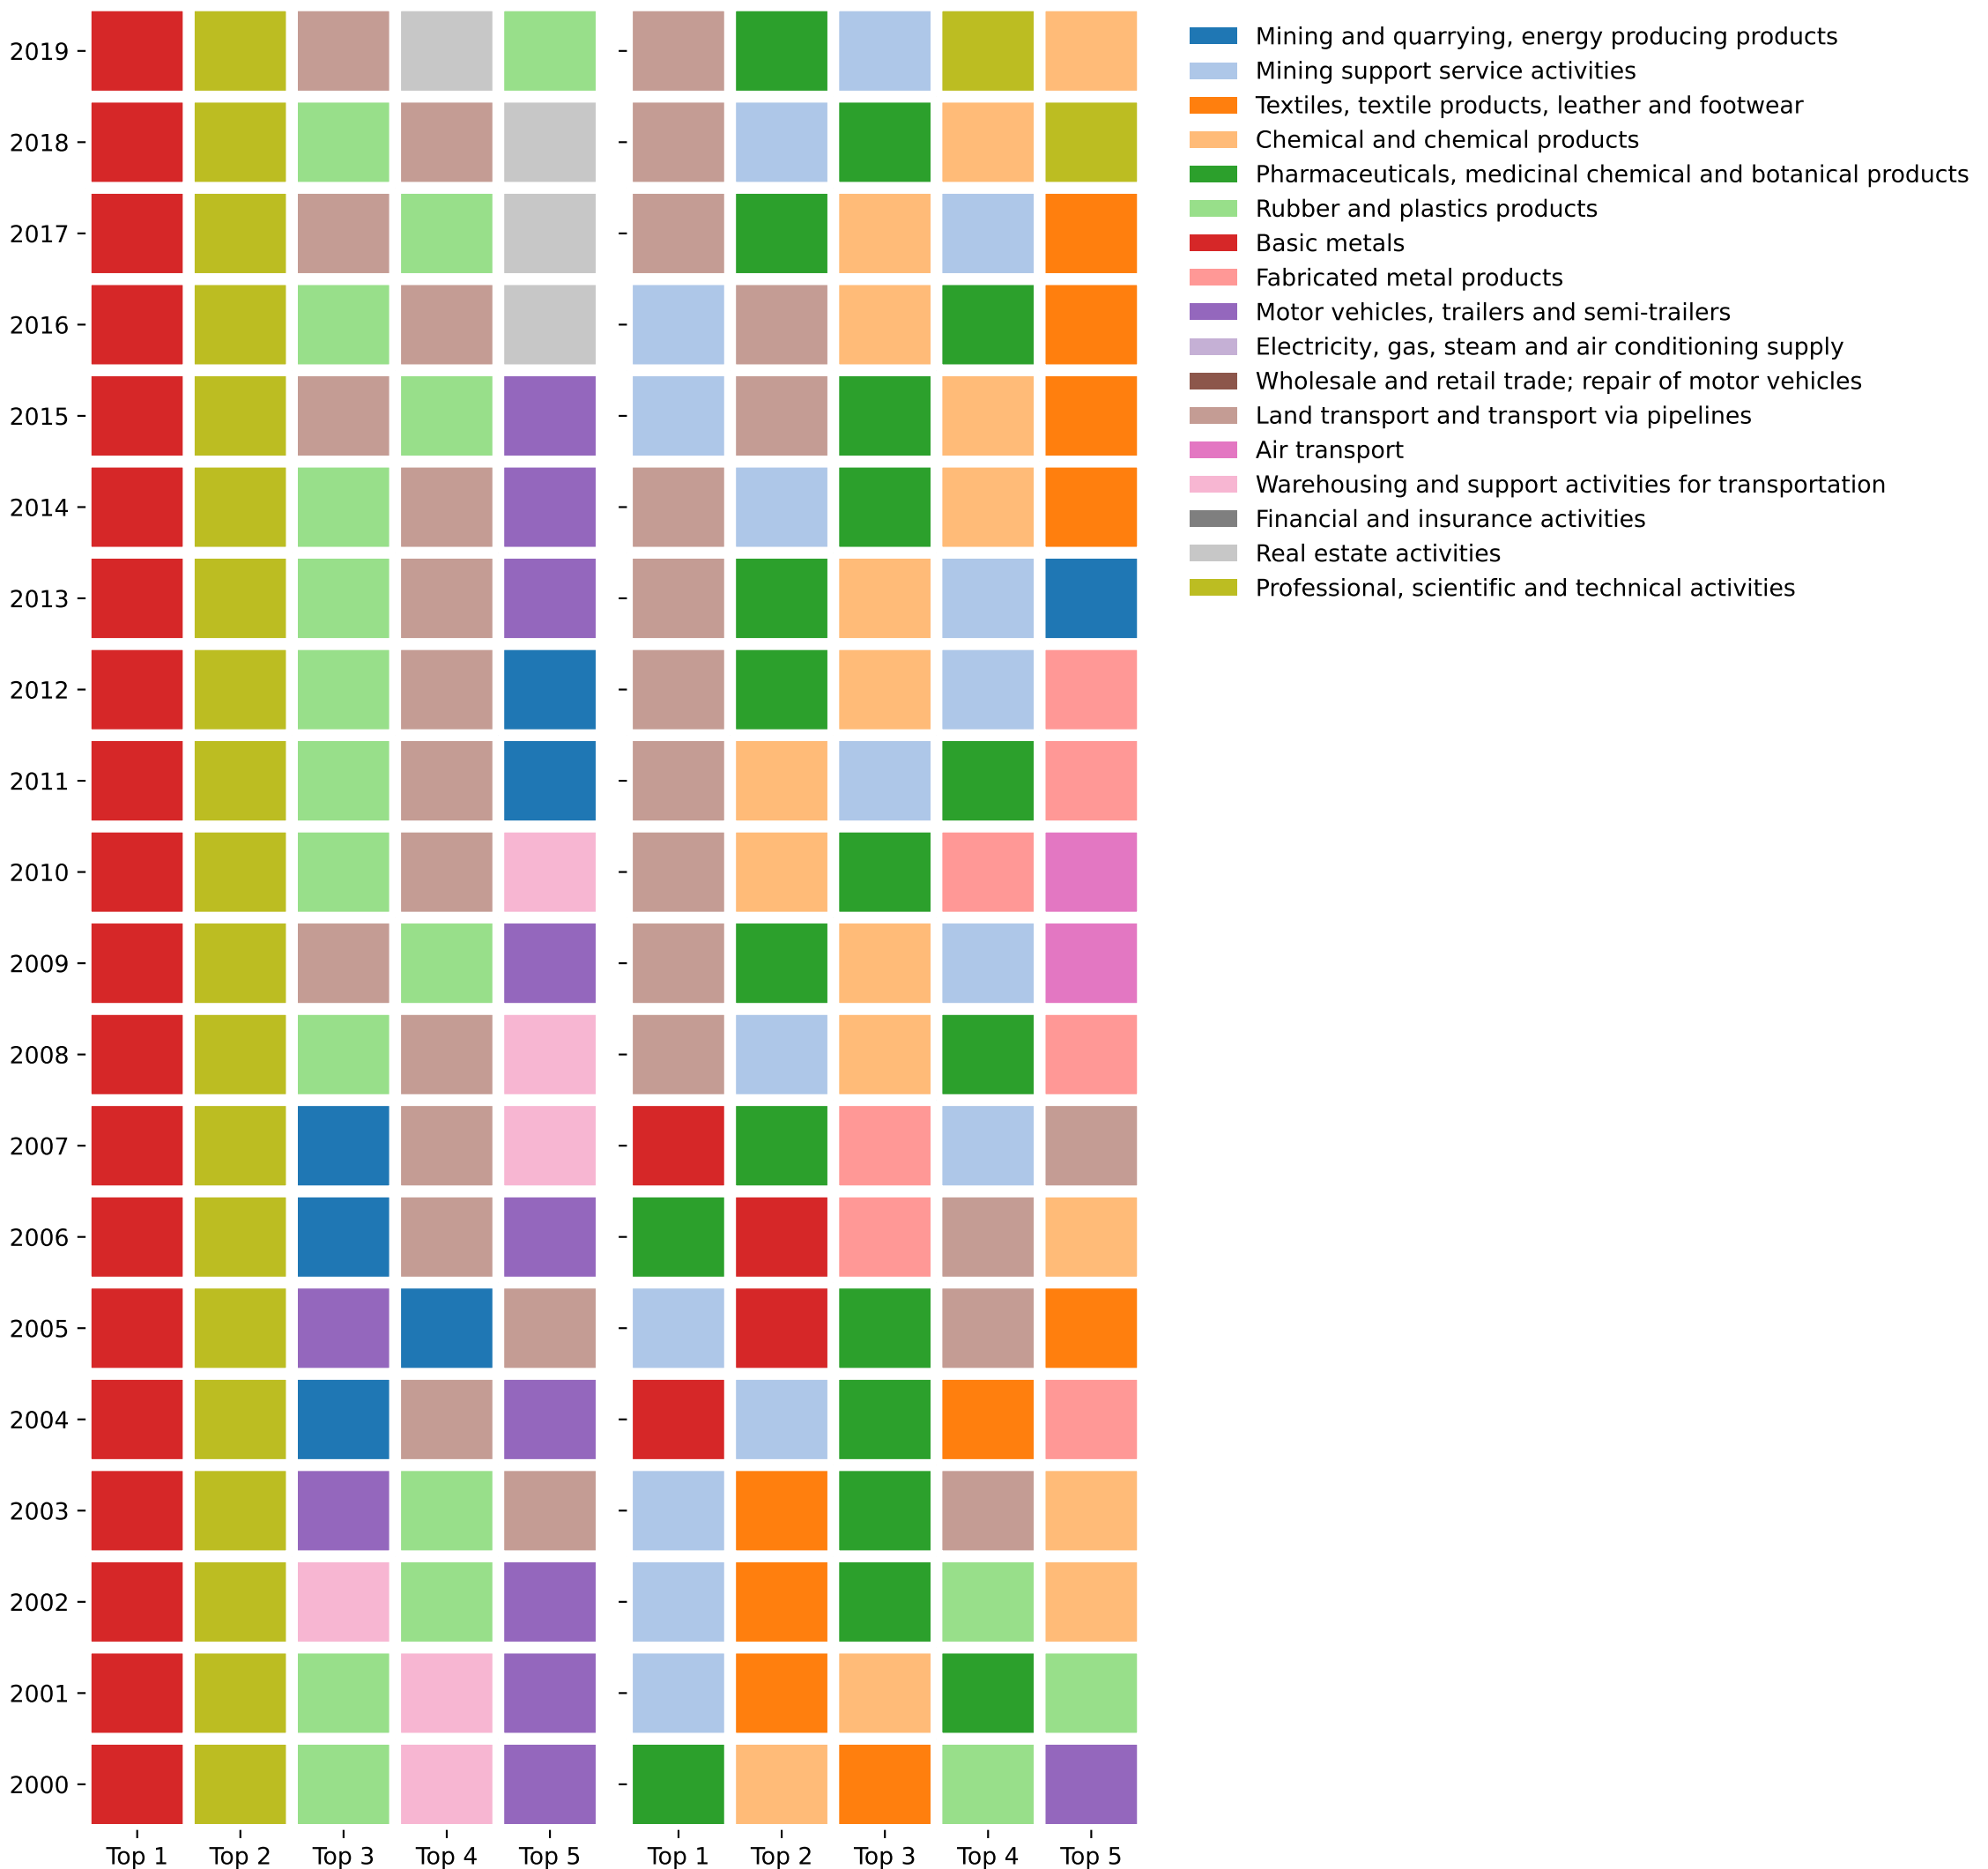 2019
2018
2017
2016
2015
2014
2013
2012
2011
2010
2009
2008
2007
2006
2005
2004
2003
2002
2001
2000
Top 1 Top 2 Top 3 Top 4 Top 5
Top 1 Top 2 Top 3 Top 4 Top 5
Mining and quarrying, energy producing products
Mining support service activities
Textiles, textile products, leather and footwear
Chemical and chemical products
Pharmaceuticals, medicinal chemical and botanical products
Rubber and plastics products
Basic metals
Fabricated metal products
Motor vehicles, trailers and semi-trailers
Electricity, gas, steam and air conditioning supply
Wholesale and retail trade; repair of motor vehicles
Land transport and transport via pipelines
Air transport
Warehousing and support activities for transportation
Financial and insurance activities
Real estate activities
Professional, scientific and technical activities